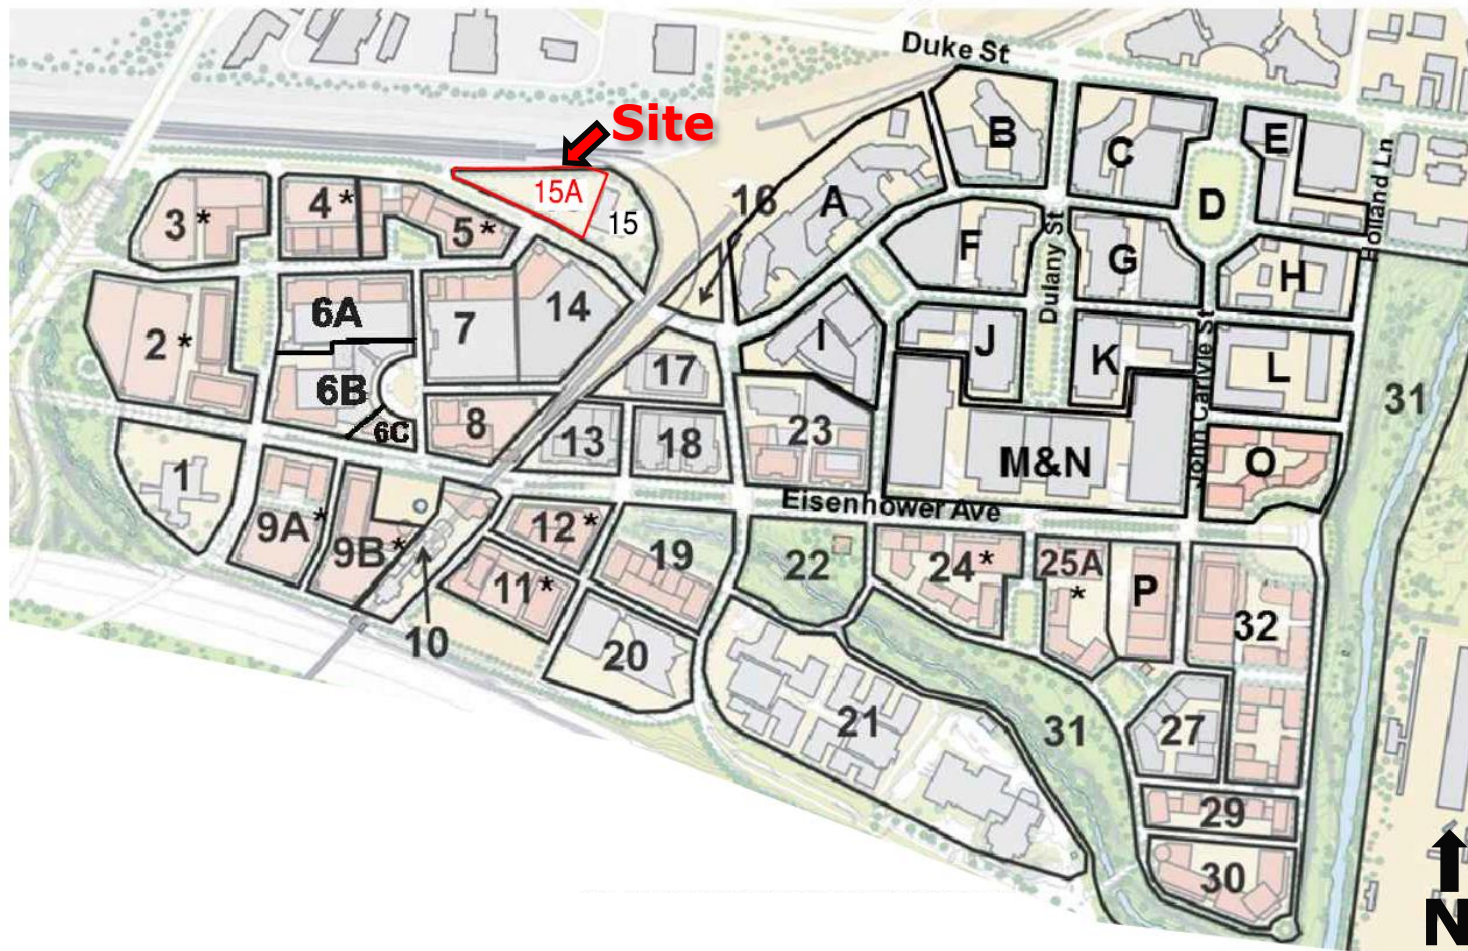 Duke St
Site
B
C
E
15A
16
A
D
3*
4*
5*
15
Holland Ln
F
G
H
Dulany St
6A
7
14
2*
I
J
K
John Carlyle St
L
6B
17
31
6C
8
13
18
23
M&N
O
1
Eisenhower Ave
9A*
9B*
12*
19
22
24*
25A
*
P
11*
32
10
20
21
31
27
29
30
N